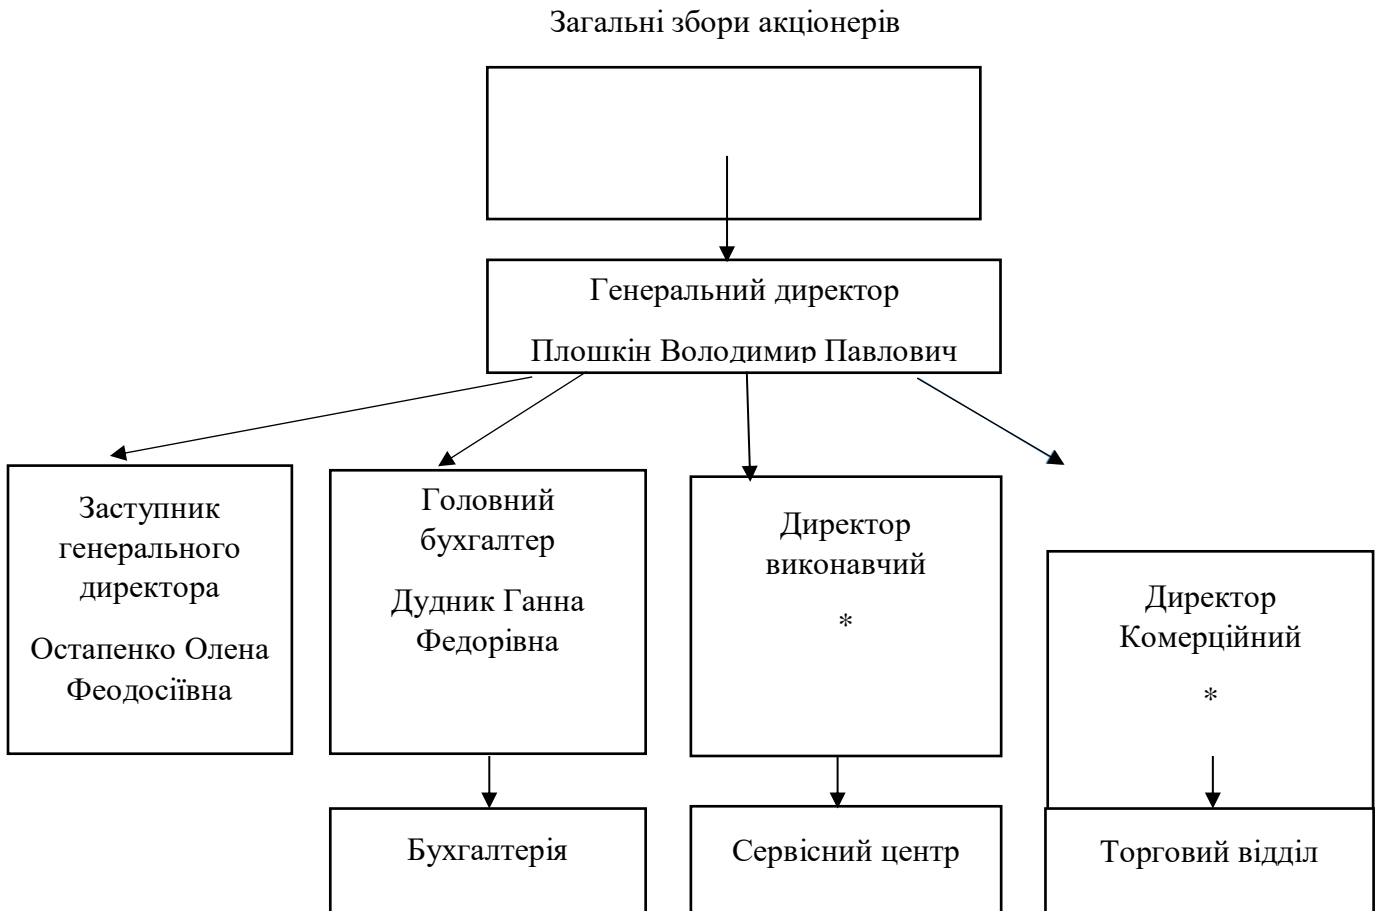 Загальні збори акціонерів
Генеральний директор
Плошкін Володимир Павлович
Заступник
генерального
директора
Остапенко Олена
Феодосіївна
Головний
бухгалтер
Дудник Ганна
Федорівна
Директор
виконавчий
*
Директор
Комерційний
*
Бухгалтерія
Сервісний центр
Торговий відділ